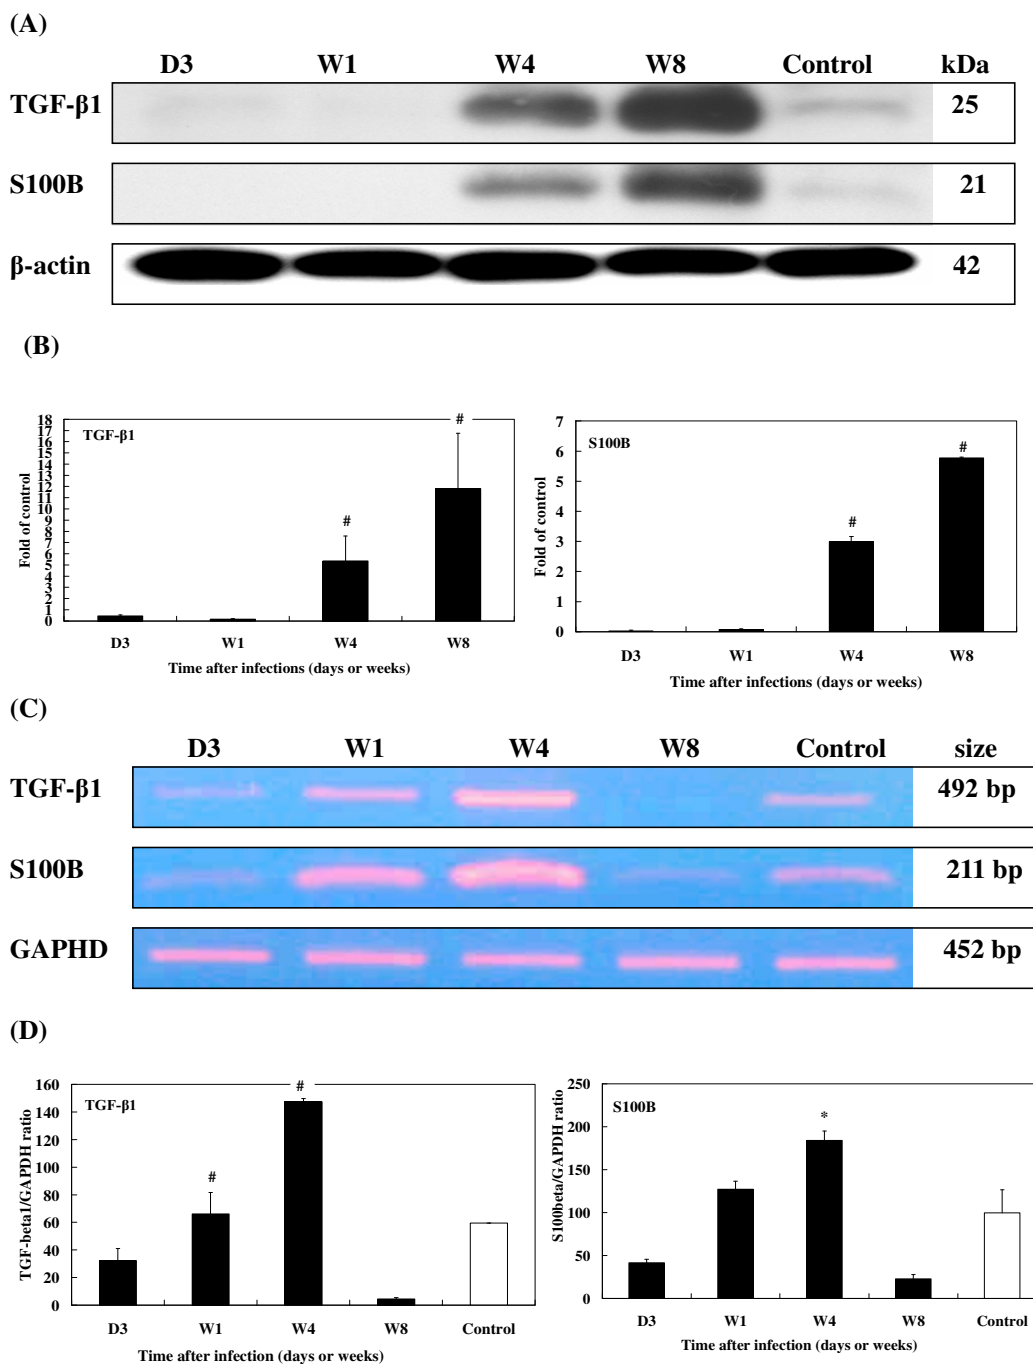 (A)
D3 W1 W4 W8 Control kDa
TGF-β1 25
S100B 21
β-actin 42
(B)
TGF-β1
Fold of control
18
17
16
15
14
13
12
11
10
9
8
7
6
5
4
3
2
1
0
# #
D3 W1 W4 W8
Time after infections (days or weeks)
S100B
Fold of control
7
6
5
4
3
2
1
0
# #
D3 W1 W4 W8
Time after infections (days or weeks)
(C)
D3 W1 W4 W8 Control size
TGF-β1 492 bp
S100B 211 bp
GAPHD 452 bp
(D)
TGF-β1
TGF-beta1/GAPDH ratio
160
140
120
100
80
60
40
20
0
# #
D3 W1 W4 W8 Control
Time after infection (days or weeks)
S100B
S100beta/GAPDH ratio
250
200
150
100
50
0
*
D3 W1 W4 W8 Control
Time after infection (days or weeks)